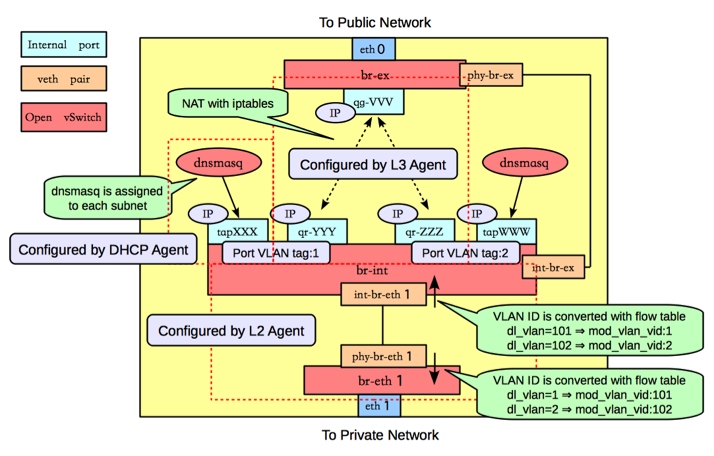 To Public Network
Internal port
veth pair
Open vSwitch
eth 0
br-ex
phy-br-ex
NAT with iptables
qg-VVV
IP
Configured by L3 Agent
dnsmasq
dnsmasq
dnsmasq is assigned
to each subnet
IP
IP
IP
IP
tapXXX
qr-YYY
qr-ZZZ
tapWWW
Configured by DHCP Agent
Port VLAN tag:1
Port VLAN tag:2
br-int
int-br-ex
int-br-eth 1
Configured by L2 Agent
VLAN ID is converted with flow table
dl_vlan=101 ⇒ mod_vlan_vid:1
dl_vlan=102 ⇒ mod_vlan_vid:2
phy-br-eth 1
br-eth 1
VLAN ID is converted with flow table
dl_vlan=1 ⇒ mod_vlan_vid:101
dl_vlan=2 ⇒ mod_vlan_vid:102
eth 1
To Private Network